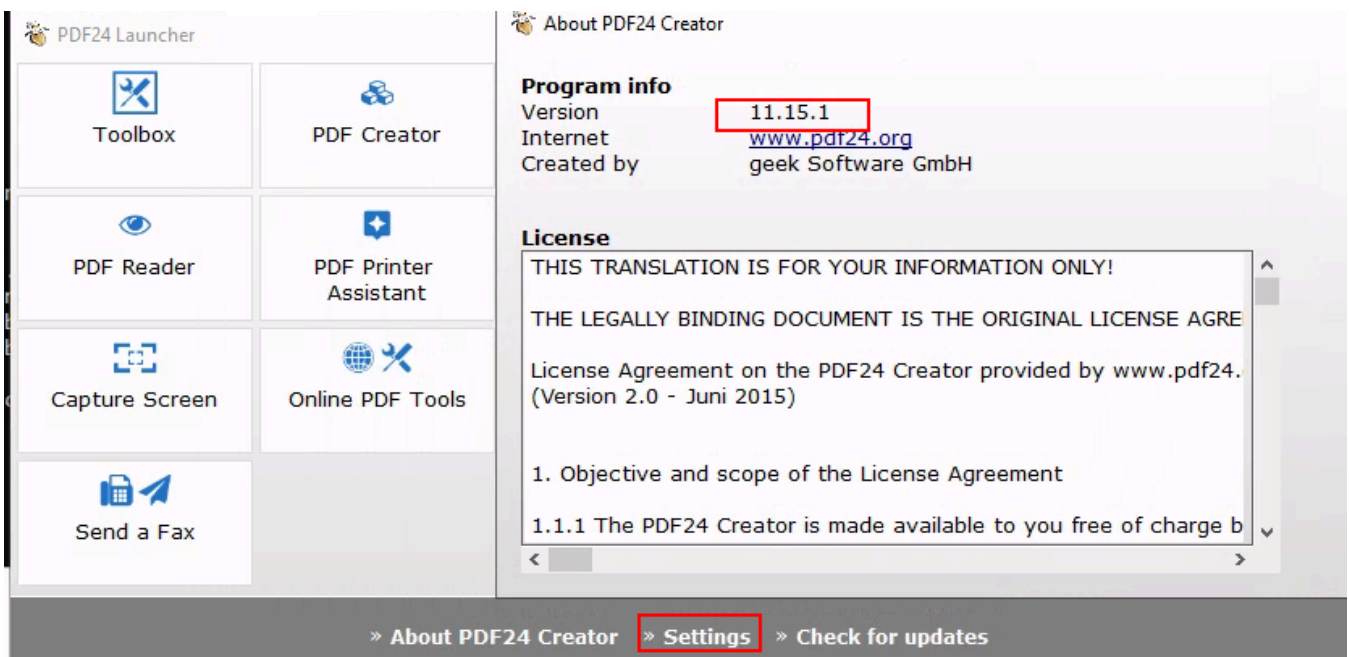 PDF24 Launcher
Toolbox
PDF Creator
PDF Reader
PDF Printer
Assistant
Capture Screen
Online PDF Tools
Send a Fax
About PDF24 Creator
Program info
Version 11.15.1
Internet www.pdf24.org
Created by geek Software GmbH
License
THIS TRANSLATION IS FOR YOUR INFORMATION ONLY!
THE LEGALLY BINDING DOCUMENT IS THE ORIGINAL LICENSE AGRE
License Agreement on the PDF24 Creator provided by www.pdf24.
(Version 2.0 - Juni 2015)
1. Objective and scope of the License Agreement
1.1.1 The PDF24 Creator is made available to you free of charge b
» About PDF24 Creator » Settings » Check for updates